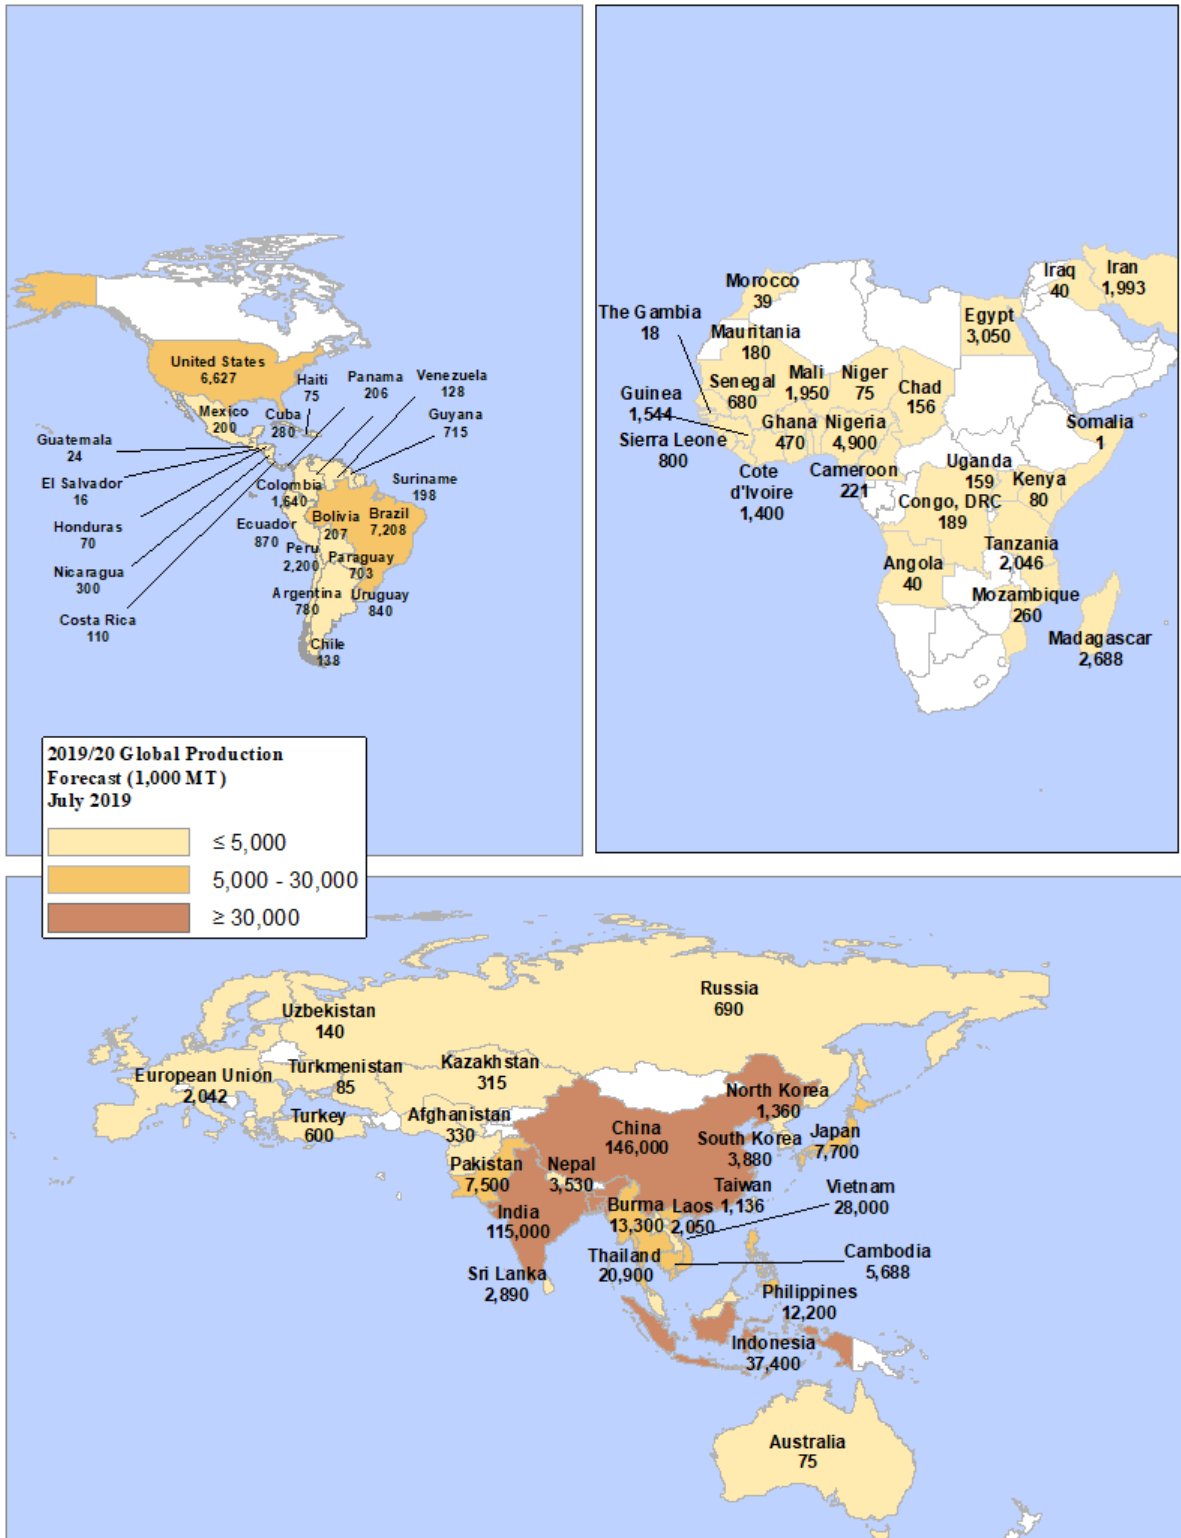 United States
6,627
Mexico
200
Cuba
280
Haiti
75
Panama
206
Venezuela
128
Guyana
715
Guatemala
24
El Salvador
16
Honduras
70
Nicaragua
300
Costa Rica
110
Colombia
1,640
Suriname
198
Ecuador
870
Bolivia
207
Brazil
7,208
Peru
2,200
Paraguay
703
Argentina
780
Uruguay
840
Chile
138
Morocco
39
Iraq
40
Iran
1,993
The Gambia
18
Egypt
3,050
Mauritania
180
Mali
1,950
Niger
75
Chad
156
Senegal
680
Guinea
1,544
Ghana
470
Nigeria
4,900
Somalia
1
Sierra Leone
800
Cote
d'Ivoire
1,400
Cameroon
221
Uganda
159
Kenya
80
Congo, DRC
189
Tanzania
2,046
Angola
40
Mozambique
260
Madagascar
2,688
2019/20 Global Production
Forecast (1,000 MT)
July 2019
≤ 5,000
5,000 - 30,000
≥ 30,000
Russia
690
Uzbekistan
140
European Union
2,042
Turkmenistan
85
Kazakhstan
315
North Korea
1,360
Turkey
600
Afghanistan
330
China
146,000
South Korea
3,880
Japan
7,700
Pakistan
7,500
Nepal
3,530
Taiwan
1,136
Vietnam
28,000
India
115,000
Burma
13,300
Laos
2,050
Cambodia
5,688
Thailand
20,900
Sri Lanka
2,890
Philippines
12,200
Indonesia
37,400
Australia
75